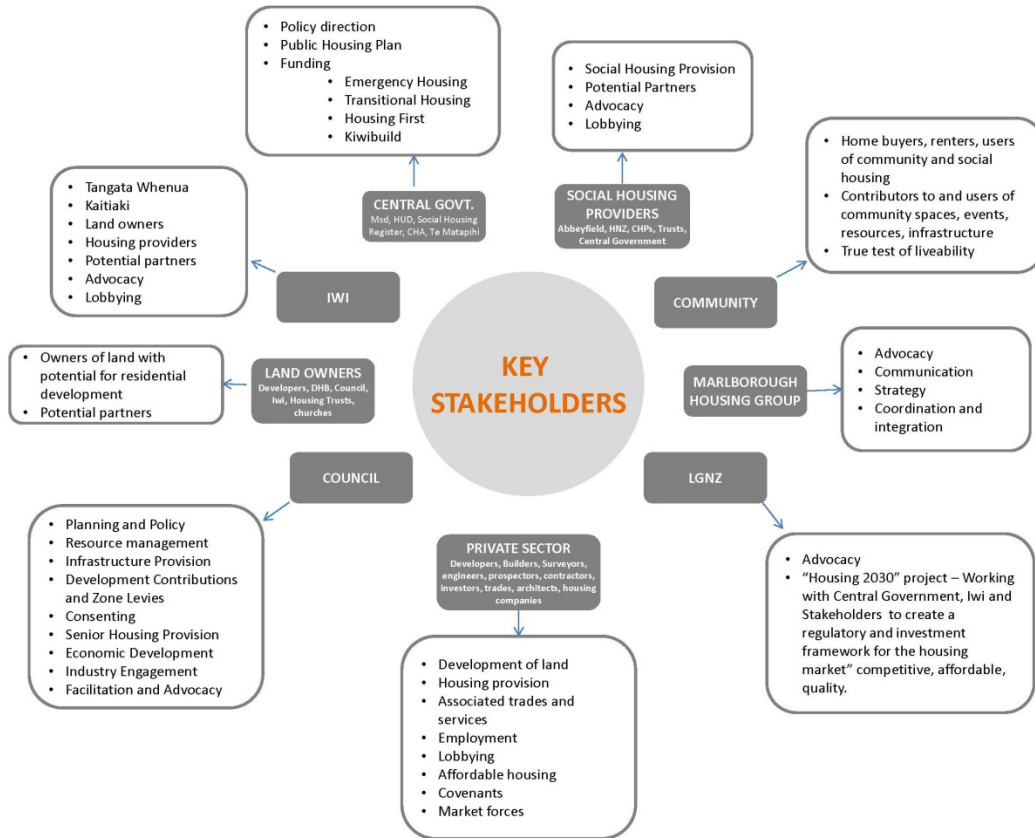 • Policy direction
• Public Housing Plan
• Funding
• Emergency Housing
• Transitional Housing
• Housing First
• Kiwibuild
• Social Housing Provision
• Potential Partners
• Advocacy
• Lobbying
• Home buyers, renters, users
of community and social
housing
• Contributors to and users of
community spaces, events,
resources, infrastructure
• True test of liveability
• Tangata Whenua
• Kaitiaki
• Land owners
• Housing providers
• Potential partners
• Advocacy
• Lobbying
CENTRAL GOVT.
Msd, HUD, Social Housing
Register, CHA, Te Matapihi
SOCIAL HOUSING
PROVIDERS
Abbeyfield, HNZ, CHPs, Trusts,
Central Government
IWI
COMMUNITY
KEY
STAKEHOLDERS
• Owners of land with
potential for residential
development
• Potential partners
LAND OWNERS
Developers, DHB, Council,
Iwi, Housing Trusts,
churches
MARLBOROUGH
HOUSING GROUP
• Advocacy
• Communication
• Strategy
• Coordination and
integration
COUNCIL
LGNZ
• Planning and Policy
• Resource management
• Infrastructure Provision
• Development Contributions
and Zone Levies
• Consenting
• Senior Housing Provision
• Economic Development
• Industry Engagement
• Facilitation and Advocacy
PRIVATE SECTOR
Developers, Builders, Surveyors,
engineers, prospectors, contractors,
investors, trades, architects, housing
companies
• Advocacy
• “Housing 2030” project – Working
with Central Government, Iwi and
Stakeholders to create a
regulatory and investment
framework for the housing
market” competitive, affordable,
quality.
• Development of land
• Housing provision
• Associated trades and
services
• Employment
• Lobbying
• Affordable housing
• Covenants
• Market forces